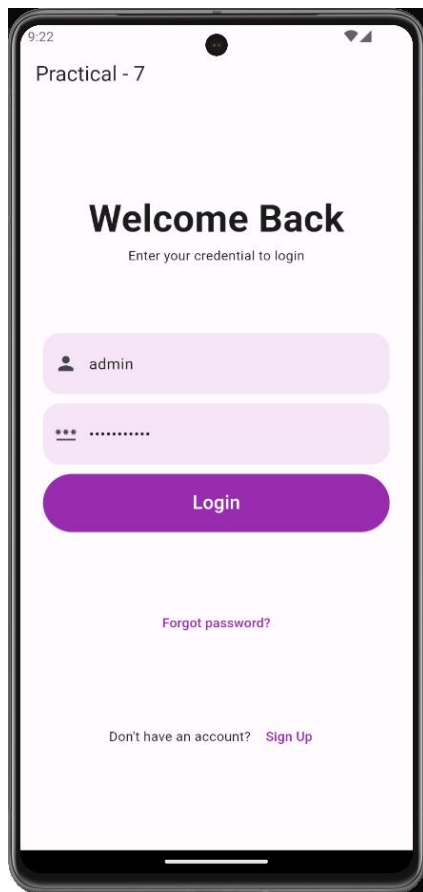 9:22
Practical - 7
Welcome Back
Enter your credential to login
admin
•••••••••••
Login
Forgot password?
Don't have an account? Sign Up